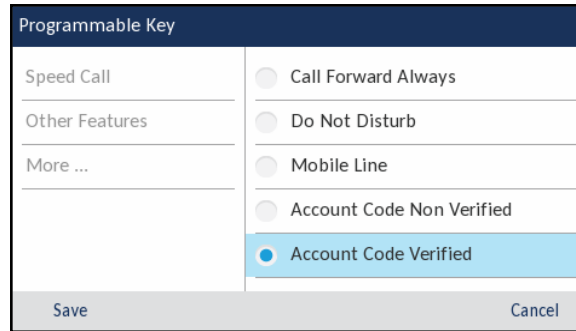 Programmable Key
Speed Call
Other Features
More ...
Call Forward Always
Do Not Disturb
Mobile Line
Account Code Non Verified
Account Code Verified
Save
Cancel